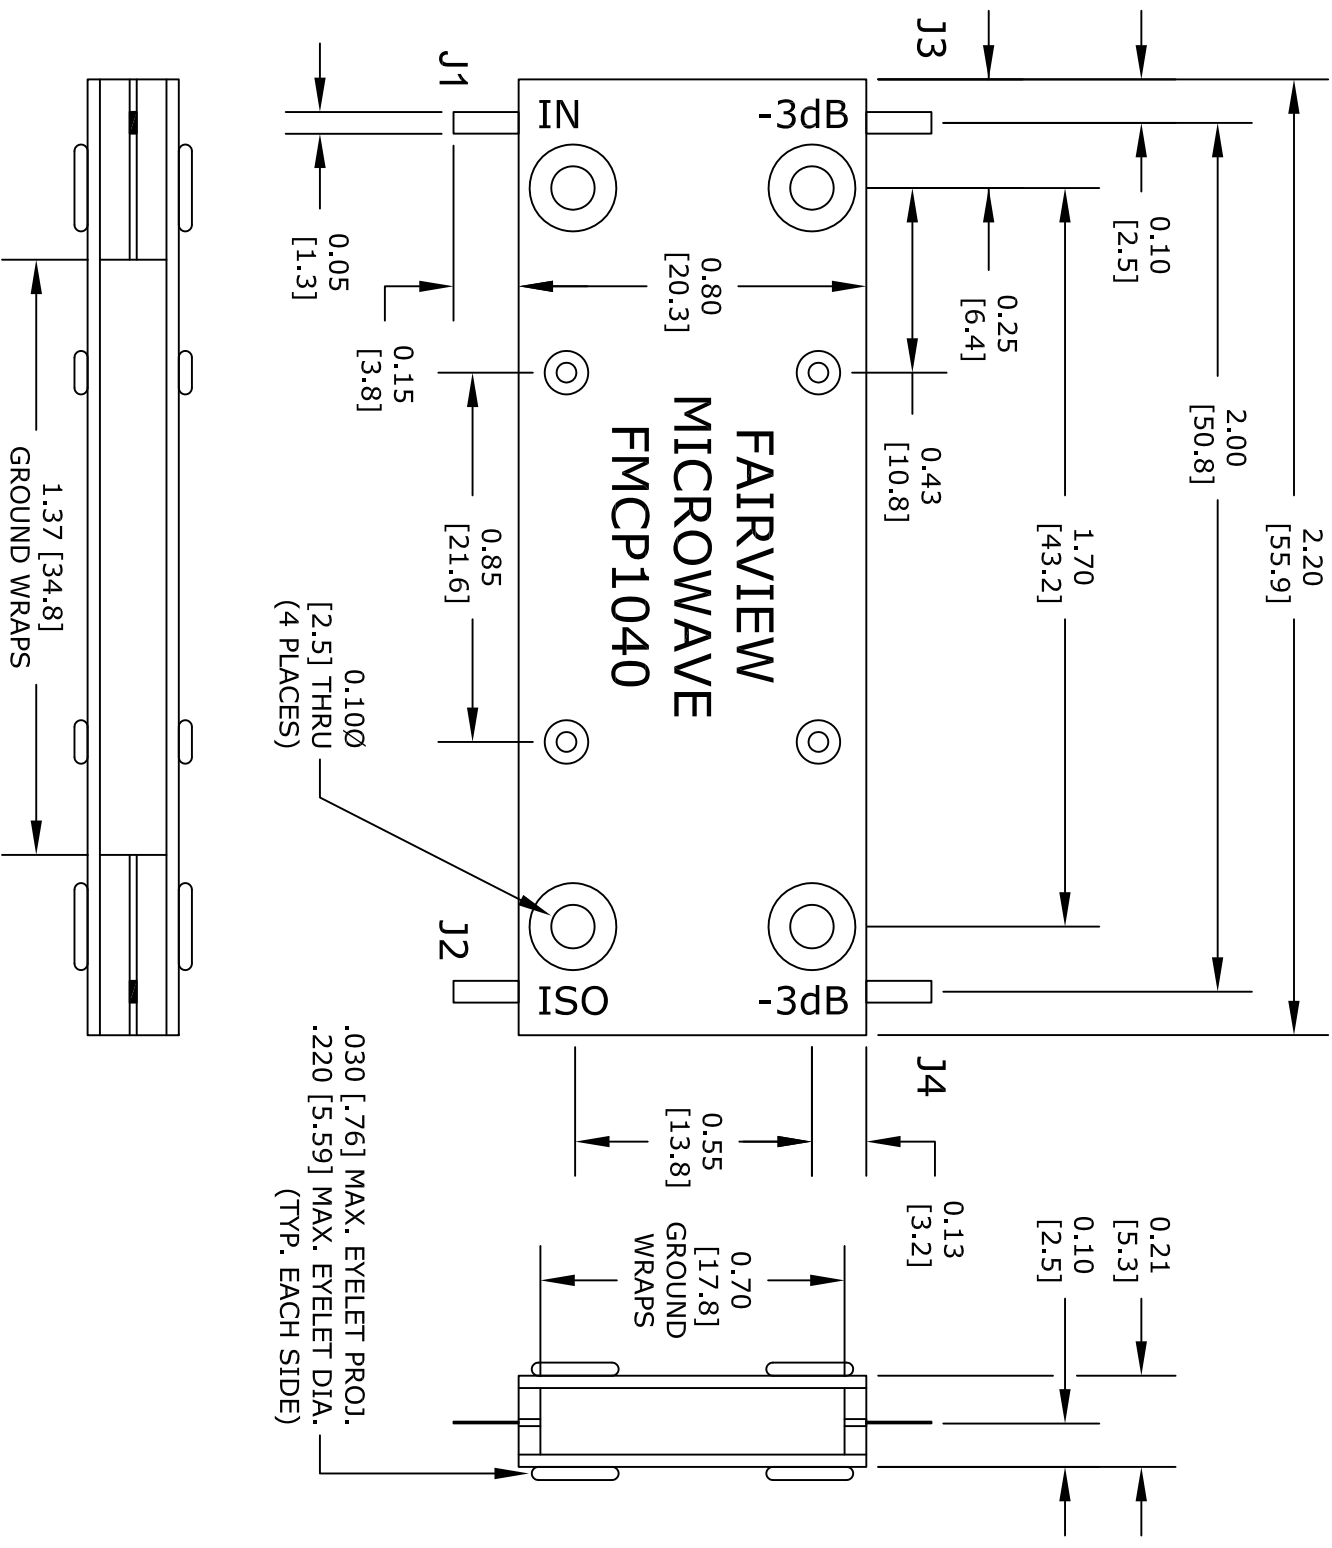 2.20
[55.9]
2.00
[50.8]
1.70
[43.2]
0.10
[2.5]
0.25
[6.4]
0.43
[10.8]
0.21
[5.3]
0.10
[2.5]
0.13
[3.2]
J3
J4
-3dB
-3dB
IN
ISO
FAIRVIEW
MICROWAVE
FMCP1040
0.80
[20.3]
0.55
[13.8]
0.70
[17.8]
GROUND
WRAPS
J1
J2
0.85
[21.6]
0.15
[3.8]
0.05
[1.3]
0.10Ø
[2.5] THRU
(4 PLACES)
.030 [.76] MAX. EYELET PROJ.
.220 [5.59] MAX. EYELET DIA.
(TYP. EACH SIDE)
1.37 [34.8]
GROUND WRAPS